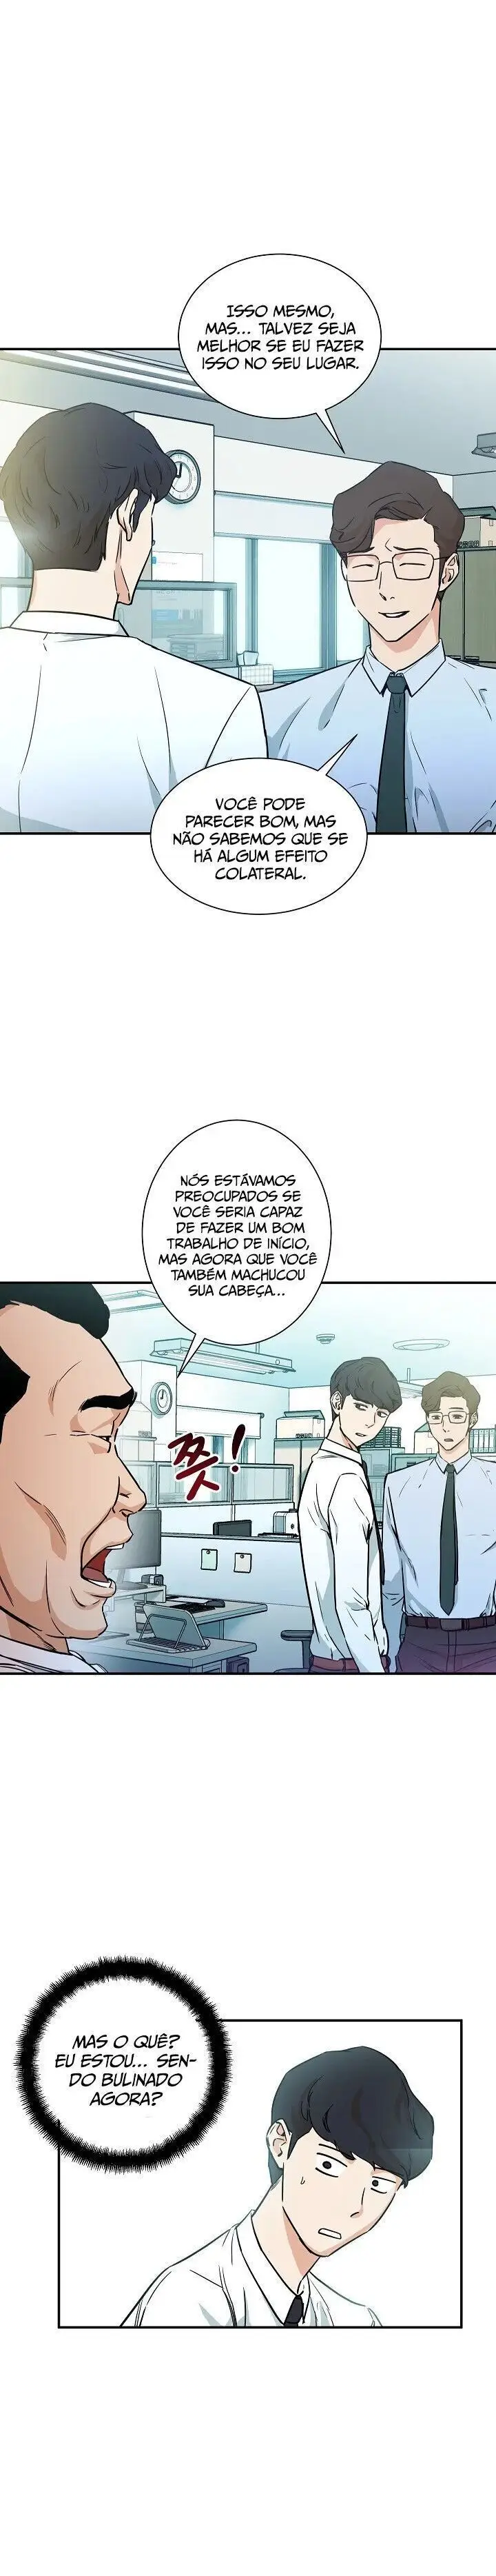 ISSO MESMO,
MAS... TALVEZ SEJA
MELHOR SE EU FAZER
ISSO NO SEU LUGAR.
VOCÊ PODE
PARECER BOM, MAS
NÃO SABEMOS QUE SE
HÁ ALGUM EFEITO
COLATERAL.
NÓS ESTÁVAMOS
PREOCUPADOS SE
VOCÊ SERIA CAPAZ
DE FAZER UM BOM
TRABALHO DE INÍCIO,
MAS AGORA QUE VOCÊ
TAMBÉM MACHUCOU
SUA CABEÇA...
쯧!
MAS O QUÊ?
EU ESTOU... SEN-
DO BULINADO
AGORA?